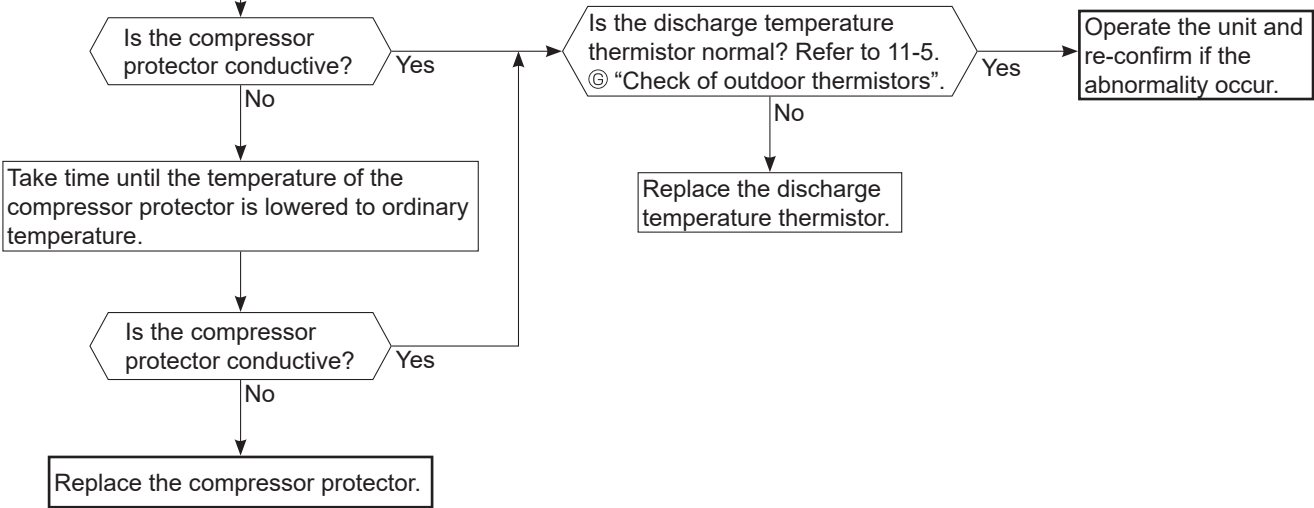 Is the compressor
protector conductive?
Yes
No
Take time until the temperature of the
compressor protector is lowered to ordinary
temperature.
Is the compressor
protector conductive?
Yes
No
Replace the compressor protector.
Is the discharge temperature
thermistor normal? Refer to 11-5.
Ⓖ “Check of outdoor thermistors”.
Yes
No
Replace the discharge
temperature thermistor.
Operate the unit and
re-confirm if the
abnormality occur.